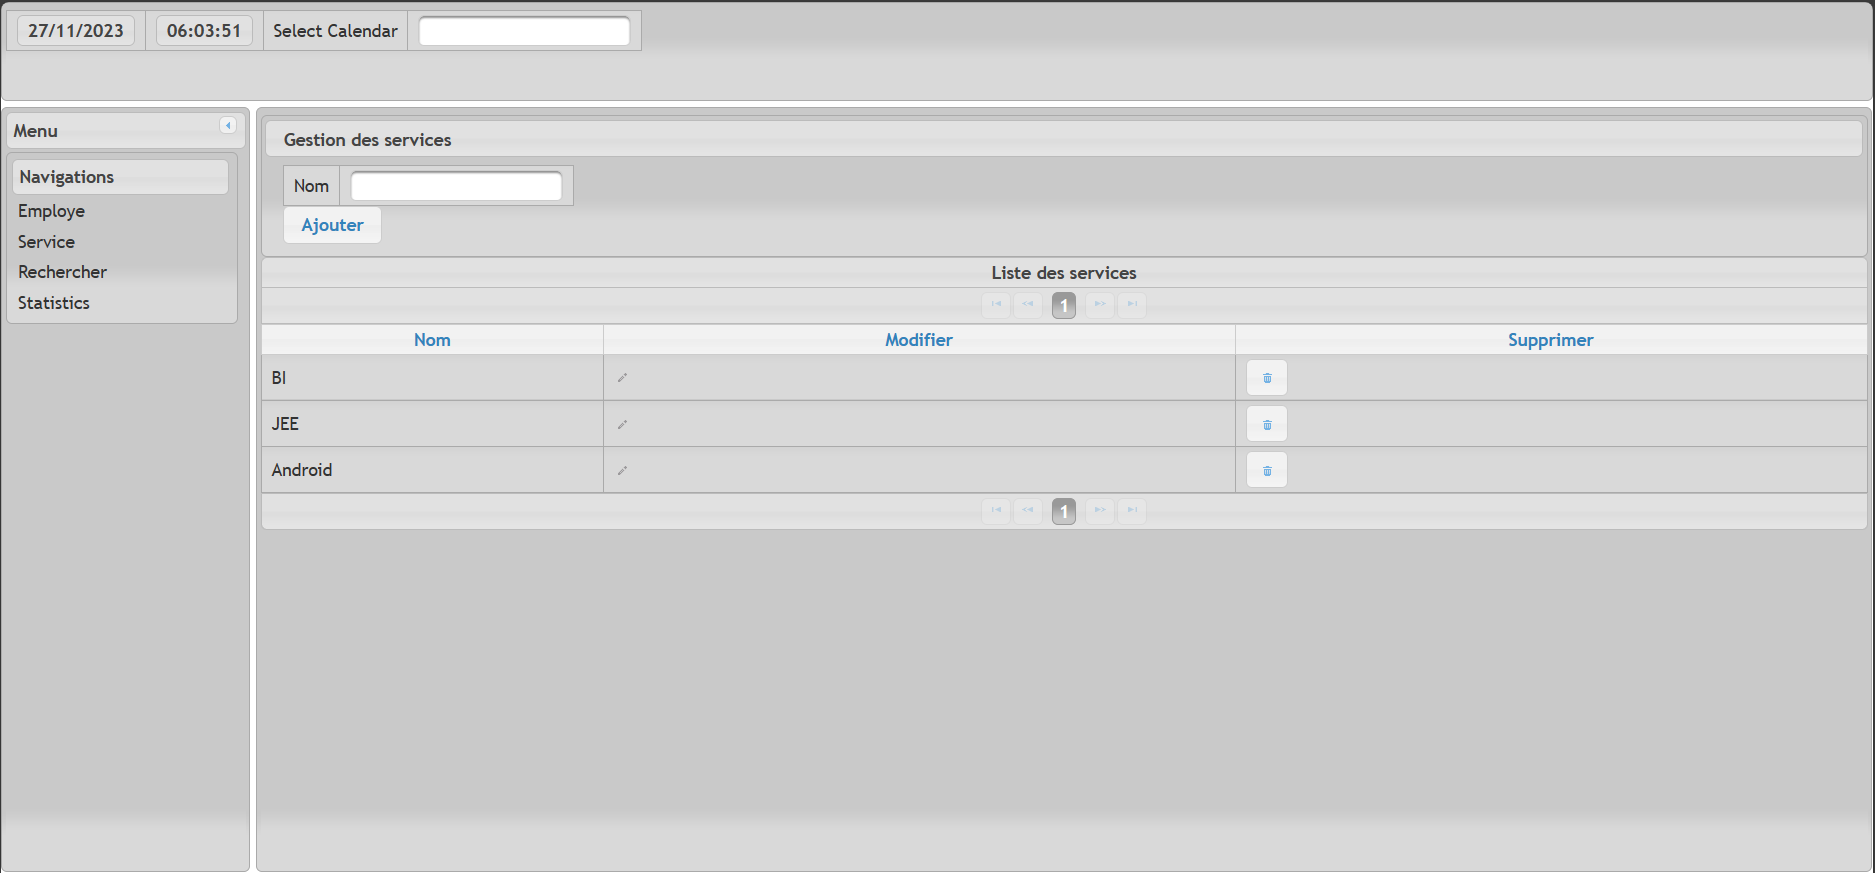 27/11/2023 06:03:51 Select Calendar
Menu
Navigations
Employe
Service
Rechercher
Statistics
Gestion des services
Nom
Ajouter
Liste des services
1
Nom Modifier Supprimer
BI
JEE
Android
1